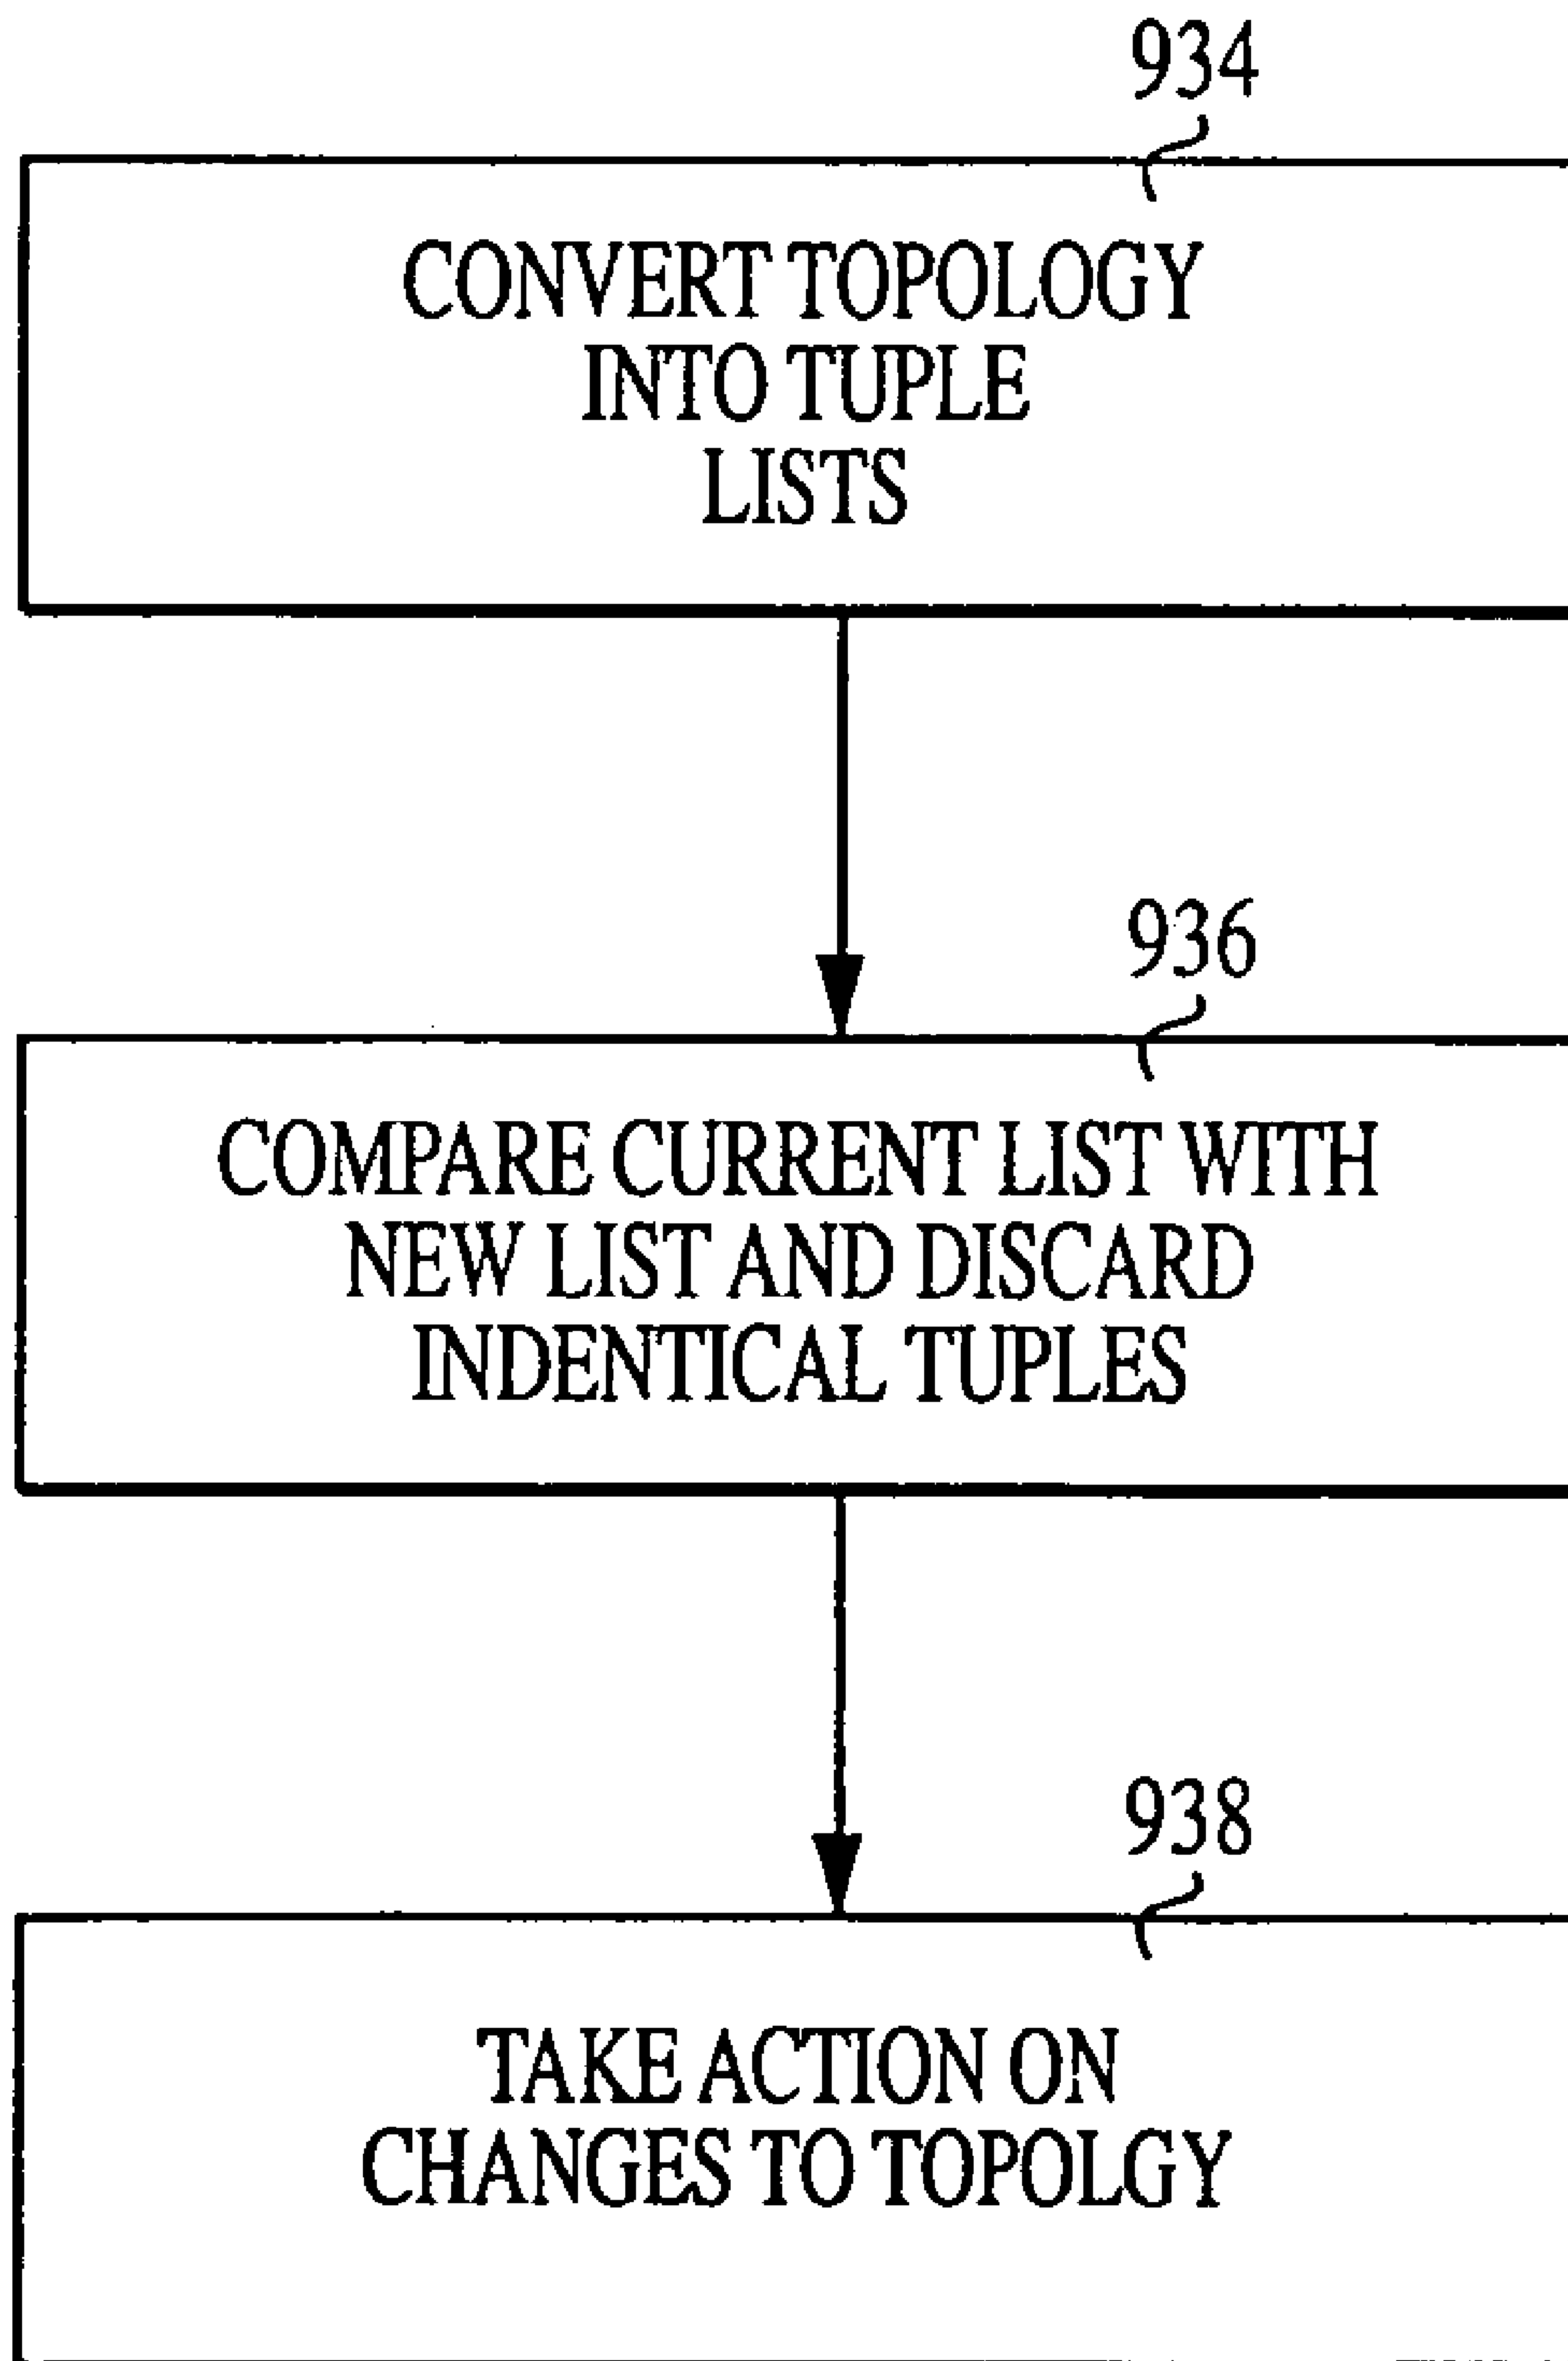 934
CONVERT TOPOLOGY
INTO TUPLE
LISTS
936
COMPARE CURRENT LIST WITH
NEW LIST AND DISCARD
INDENTICAL TUPLES
938
TAKE ACTION ON
CHANGES TO TOPOLGY